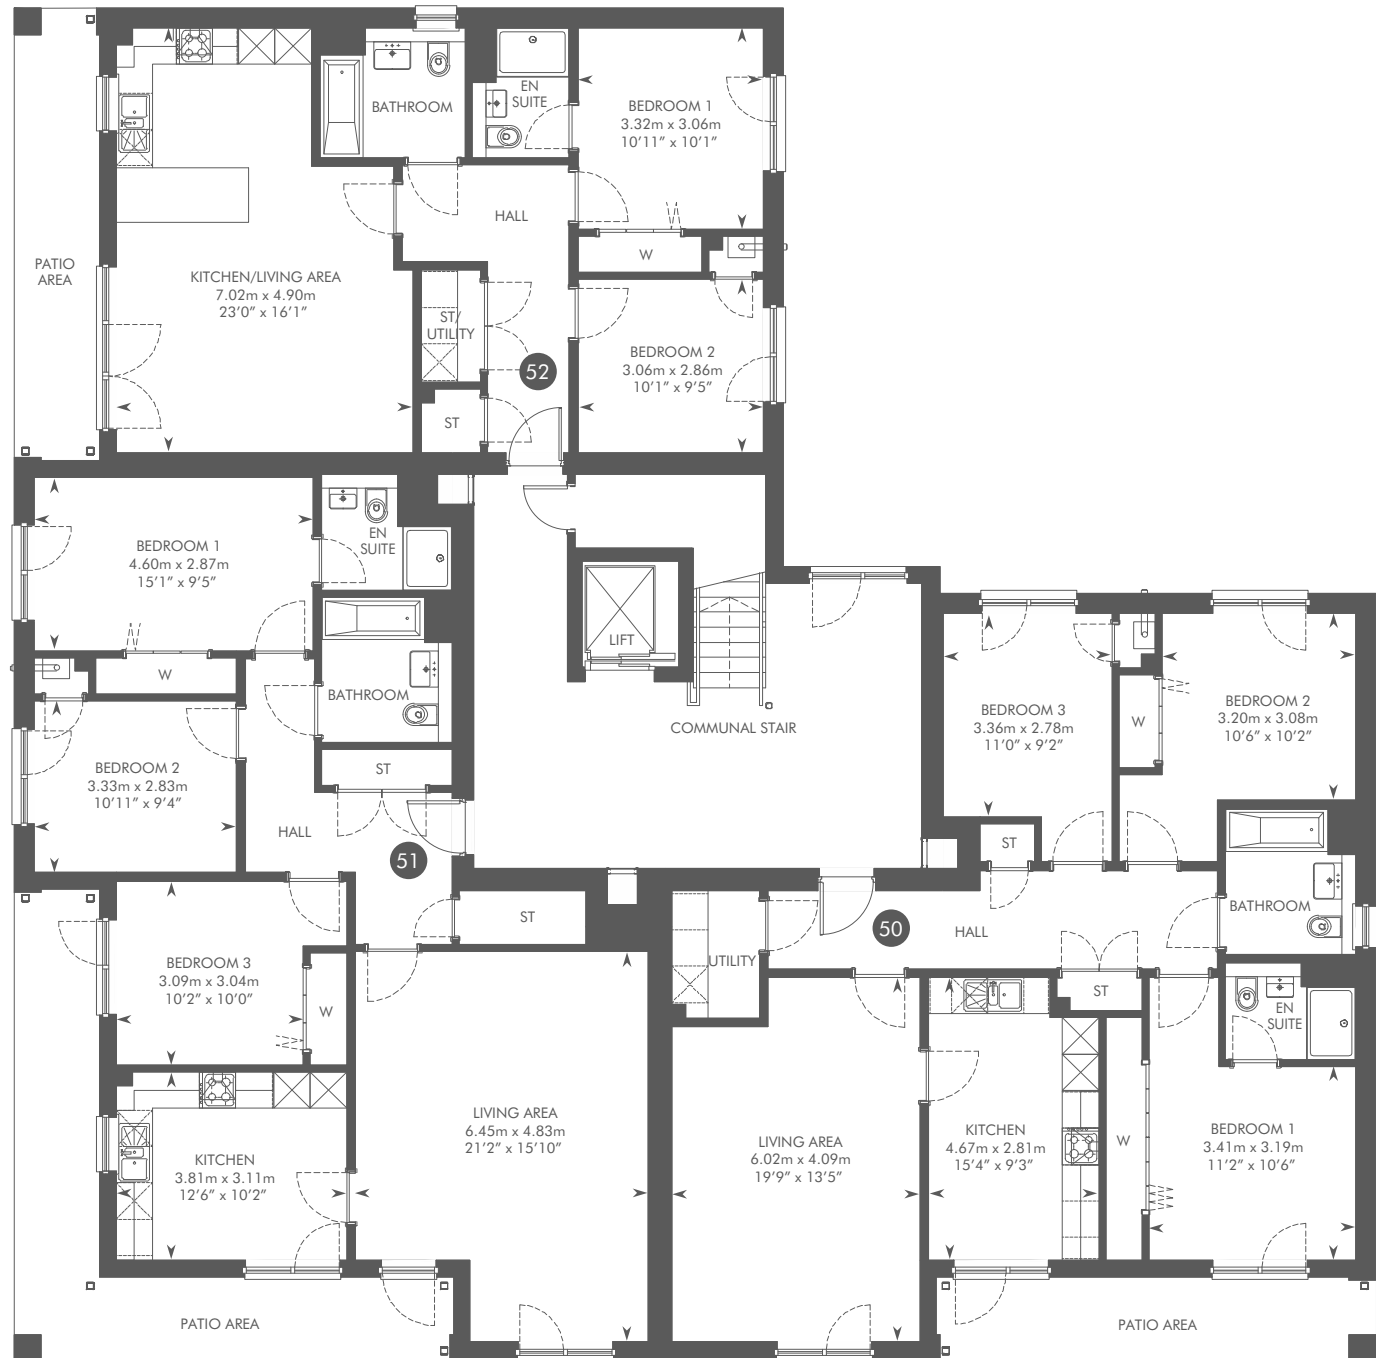 BATHROOM
EN
SUITE
BEDROOM 1
3.32m x 3.06m
10'11" x 10'1"
HALL
PATIO
AREA
KITCHEN/LIVING AREA
7.02m x 4.90m
23'0" x 16'1"
W
ST/
UTILITY
52
BEDROOM 2
3.06m x 2.86m
10'1" x 9'5"
ST
BEDROOM 1
4.60m x 2.87m
15'1" x 9'5"
EN
SUITE
LIFT
W
BATHROOM
COMMUNAL STAIR
BEDROOM 3
3.36m x 2.78m
11'0" x 9'2"
W
BEDROOM 2
3.20m x 3.08m
10'6" x 10'2"
BEDROOM 2
3.33m x 2.83m
10'11" x 9'4"
ST
HALL
51
ST
ST
50
HALL
BATHROOM
UTILITY
BEDROOM 3
3.09m x 3.04m
10'2" x 10'0"
W
ST
EN
SUITE
LIVING AREA
6.45m x 4.83m
21'2" x 15'10"
KITCHEN
3.81m x 3.11m
12'6" x 10'2"
LIVING AREA
6.02m x 4.09m
19'9" x 13'5"
KITCHEN
4.67m x 2.81m
15'4" x 9'3"
W
BEDROOM 1
3.41m x 3.19m
11'2" x 10'6"
PATIO AREA
PATIO AREA